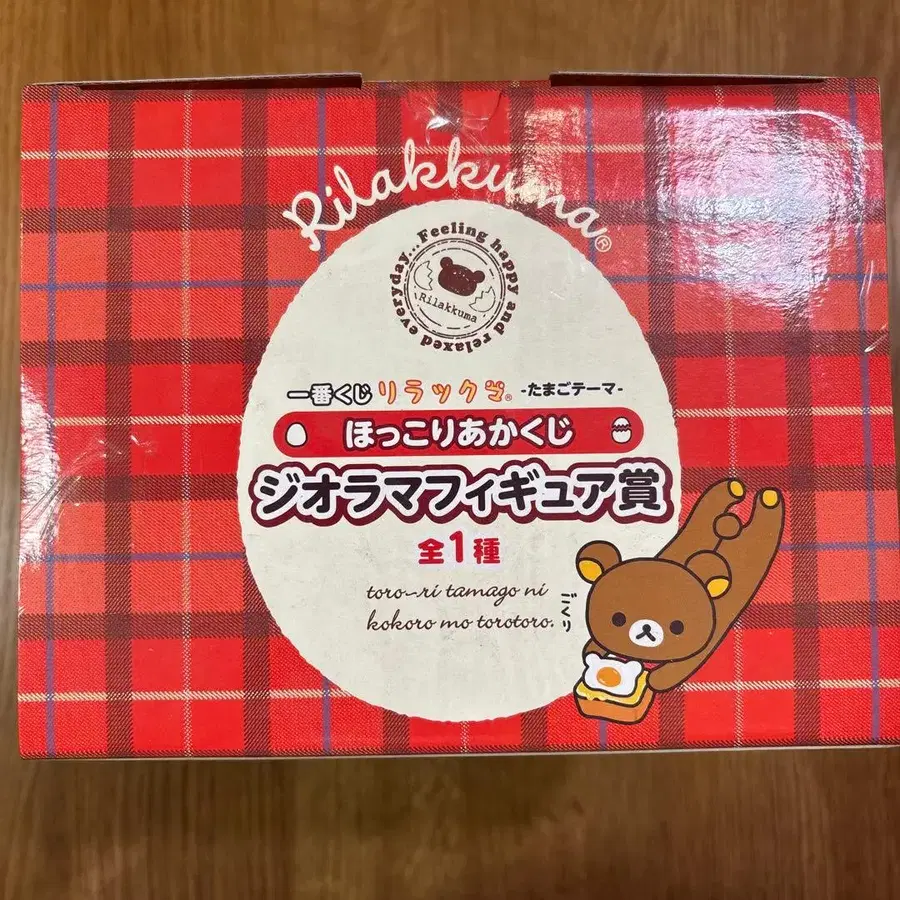 Rilakkuma®
Feeling happy and relaxed everyday...
Rilakkuma
一番くじ リラックマ® -たまごテーマ-
ほっこりあかくじ
ジオラマフィギュア賞
全1種
toro~ri tamago ni
kokoro mo torotoro.
ごくり